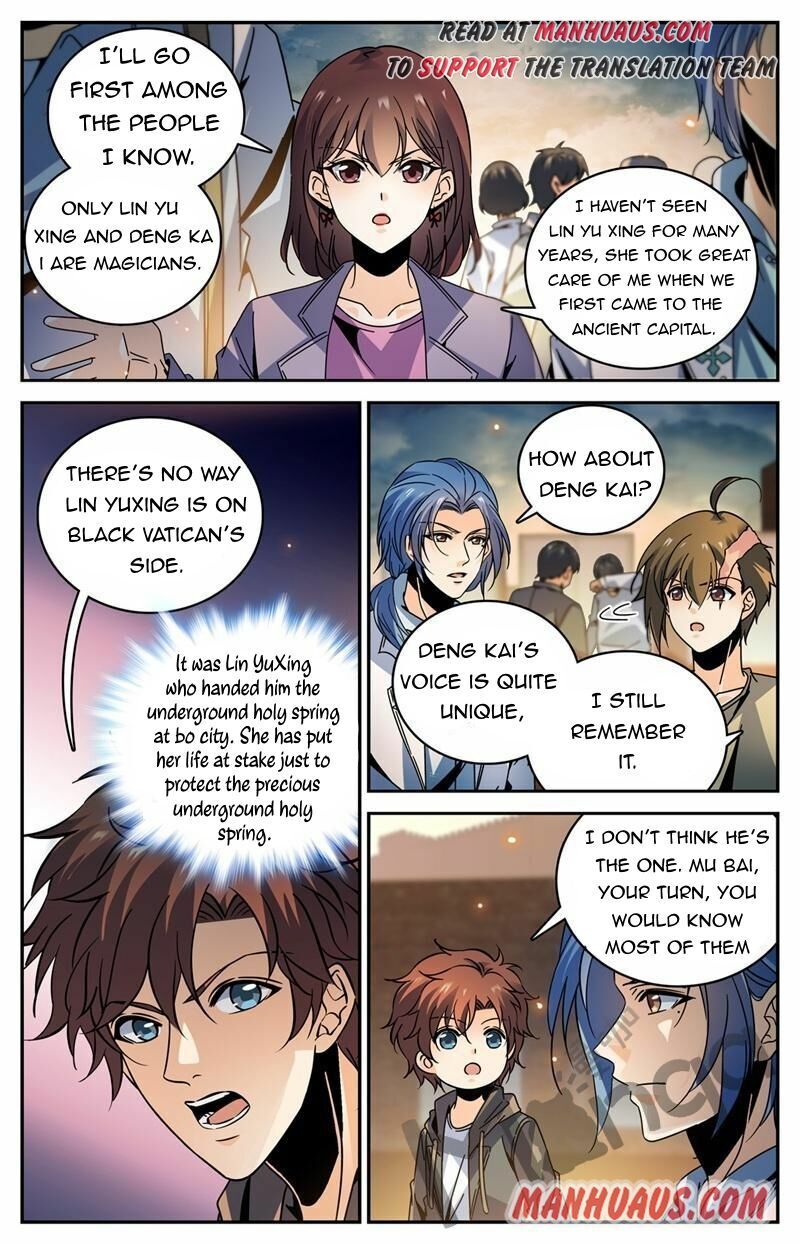 READ AT MANHUAUS.COM
TO SUPPORT THE TRANSLATION TEAM
I'LL GO
FIRST AMONG
THE PEOPLE
I KNOW.
ONLY LIN YU
XING AND DENG KA
I ARE MAGICIANS.
I HAVEN'T SEEN
LIN YU XING FOR MANY
YEARS, SHE TOOK GREAT
CARE OF ME WHEN WE
FIRST CAME TO THE
ANCIENT CAPITAL.
THERE'S NO WAY
LIN YUXING IS ON
BLACK VATICAN'S
SIDE.
It was Lin YuXing
who handed him the
underground holy spring
at bo city. She has put
her life at stake just to
protect the precious
underground holy
spring.
HOW ABOUT
DENG KAI?
DENG KAI'S
VOICE IS QUITE
UNIQUE,
I STILL
REMEMBER
IT.
I DON'T THINK HE'S
THE ONE. MU BAI,
YOUR TURN, YOU
WOULD KNOW
MOST OF THEM
MANHUAUS.COM